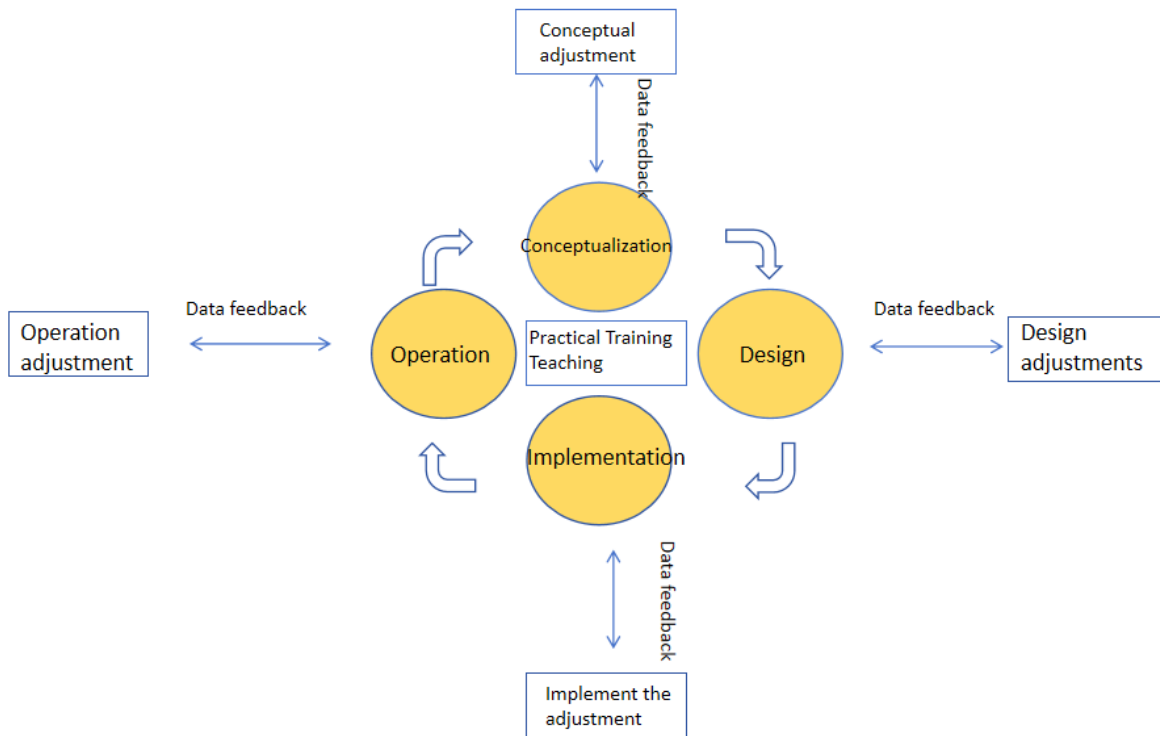 Conceptual
adjustment
Data feedback
Conceptualization
Data feedback
Operation
adjustment
Operation
Practical Training
Teaching
Design
Data feedback
Design
adjustments
Implementation
Data feedback
Implement the
adjustment